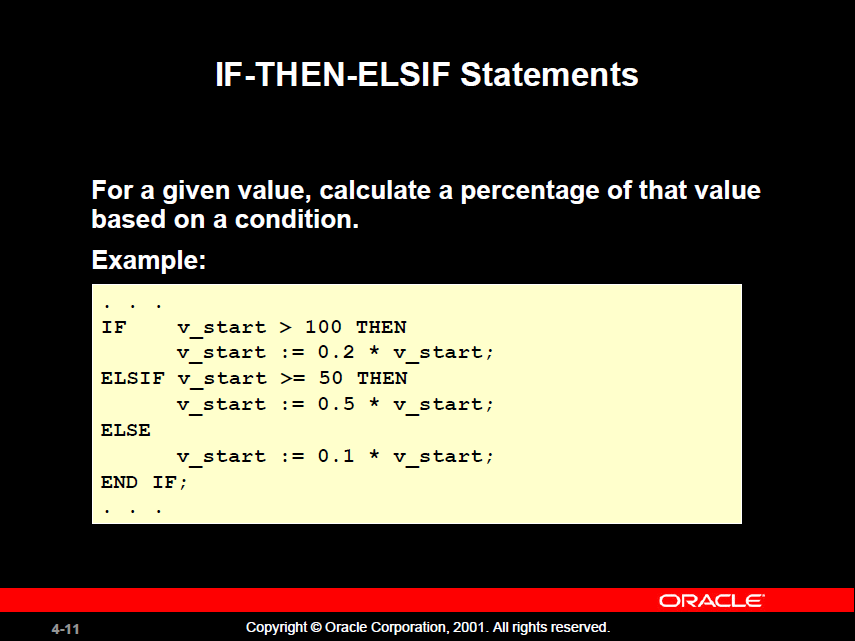 IF-THEN-ELSIF Statements
For a given value, calculate a percentage of that value
based on a condition.
Example:
. . .
IF    v_start > 100 THEN
      v_start := 0.2 * v_start;
ELSIF v_start >= 50 THEN
      v_start := 0.5 * v_start;
ELSE
      v_start := 0.1 * v_start;
END IF;
. . .
ORACLE®
4-11
Copyright © Oracle Corporation, 2001. All rights reserved.